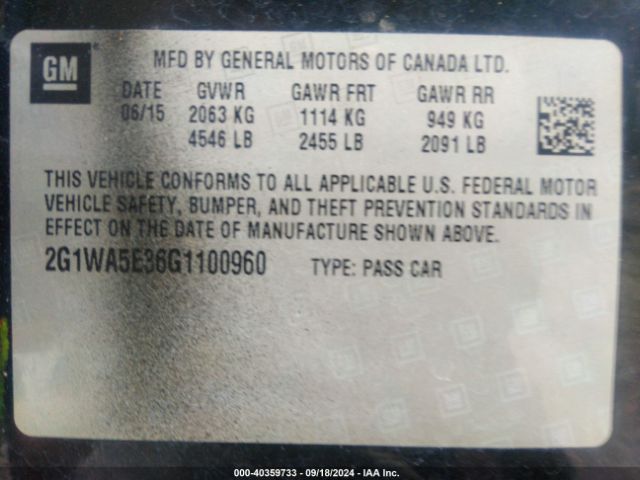 GM®
MFD BY GENERAL MOTORS OF CANADA LTD.
DATE GVWR GAWR FRT GAWR RR
06/15 2063 KG 1114 KG 949 KG
4546 LB 2455 LB 2091 LB
THIS VEHICLE CONFORMS TO ALL APPLICABLE U.S. FEDERAL MOTOR
VEHICLE SAFETY, BUMPER, AND THEFT PREVENTION STANDARDS IN
EFFECT ON THE DATE OF MANUFACTURE SHOWN ABOVE.
2G1WA5E36G1100960 TYPE: PASS CAR
000-40359733 - 09/18/2024 - IAA Inc.